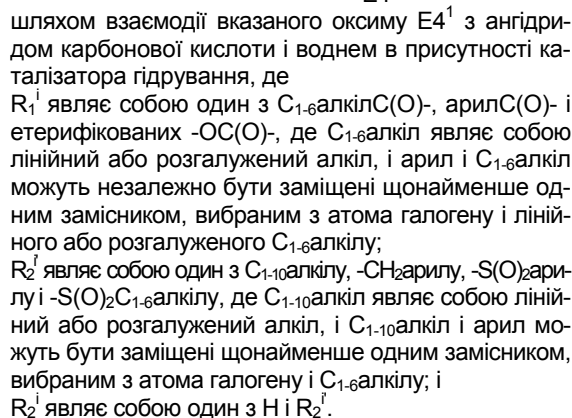 шляхом взаємодії вказаного оксиму E4¹ з ангідри-
дом карбонової кислоти і воднем в присутності ка-
талізатора гідрування, де
R₁ⁱ являє собою один з C₁₋₆алкілC(O)-, арилC(O)- і
етерифікованих -OC(O)-, де C₁₋₆алкіл являє собою
лінійний або розгалужений алкіл, і арил і C₁₋₆алкіл
можуть незалежно бути заміщені щонайменше од-
ним замісником, вибраним з атома галогену і ліній-
ного або розгалуженого C₁₋₆алкілу;
R₂ⁱ' являє собою один з C₁₋₁₀алкілу, -CH₂арилу, -S(O)₂ари-
лу і -S(O)₂C₁₋₆алкілу, де C₁₋₁₀алкіл являє собою ліній-
ний або розгалужений алкіл, і C₁₋₁₀алкіл і арил мо-
жуть бути заміщені щонайменше одним замісником,
вибраним з атома галогену і C₁₋₆алкілу; і
R₂ⁱ являє собою один з H і R₂ⁱ'.